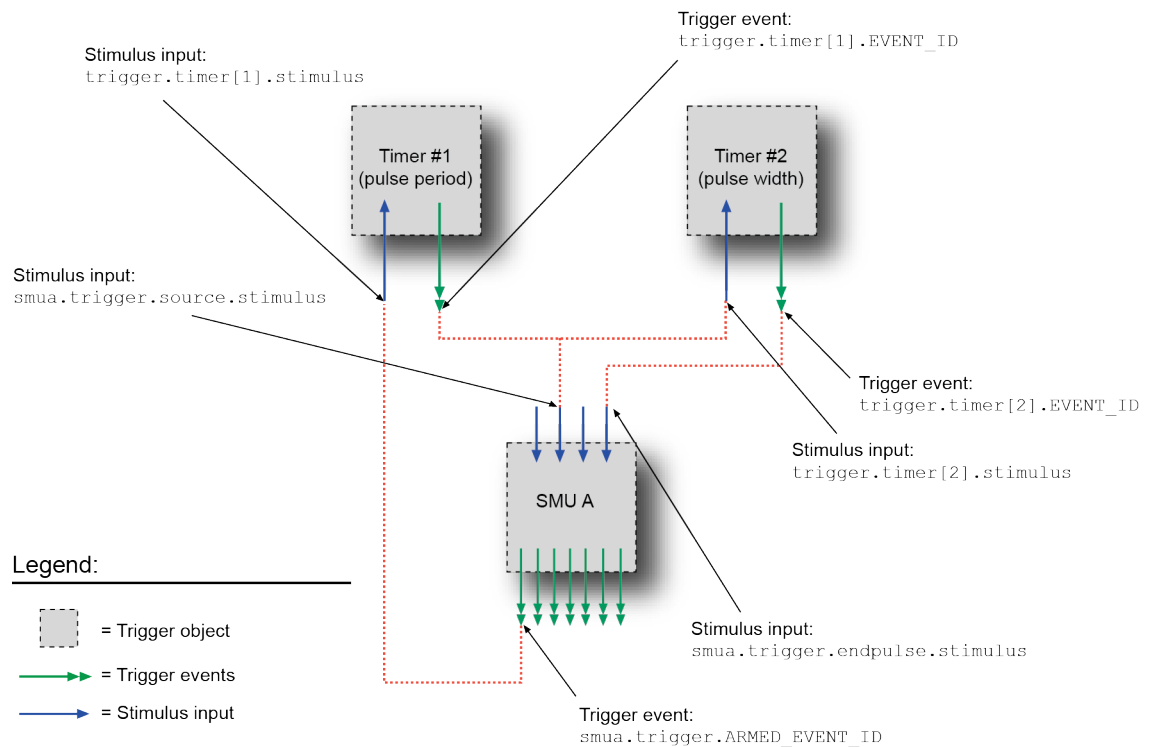 Trigger event:
trigger.timer[1].EVENT_ID
Stimulus input:
trigger.timer[1].stimulus
Timer #1
(pulse period)
Timer #2
(pulse width)
Stimulus input:
smua.trigger.source.stimulus
Trigger event:
trigger.timer[2].EVENT_ID
Stimulus input:
trigger.timer[2].stimulus
SMU A
Legend:
= Trigger object
= Trigger events
= Stimulus input
Stimulus input:
smua.trigger.endpulse.stimulus
Trigger event:
smua.trigger.ARMED_EVENT_ID